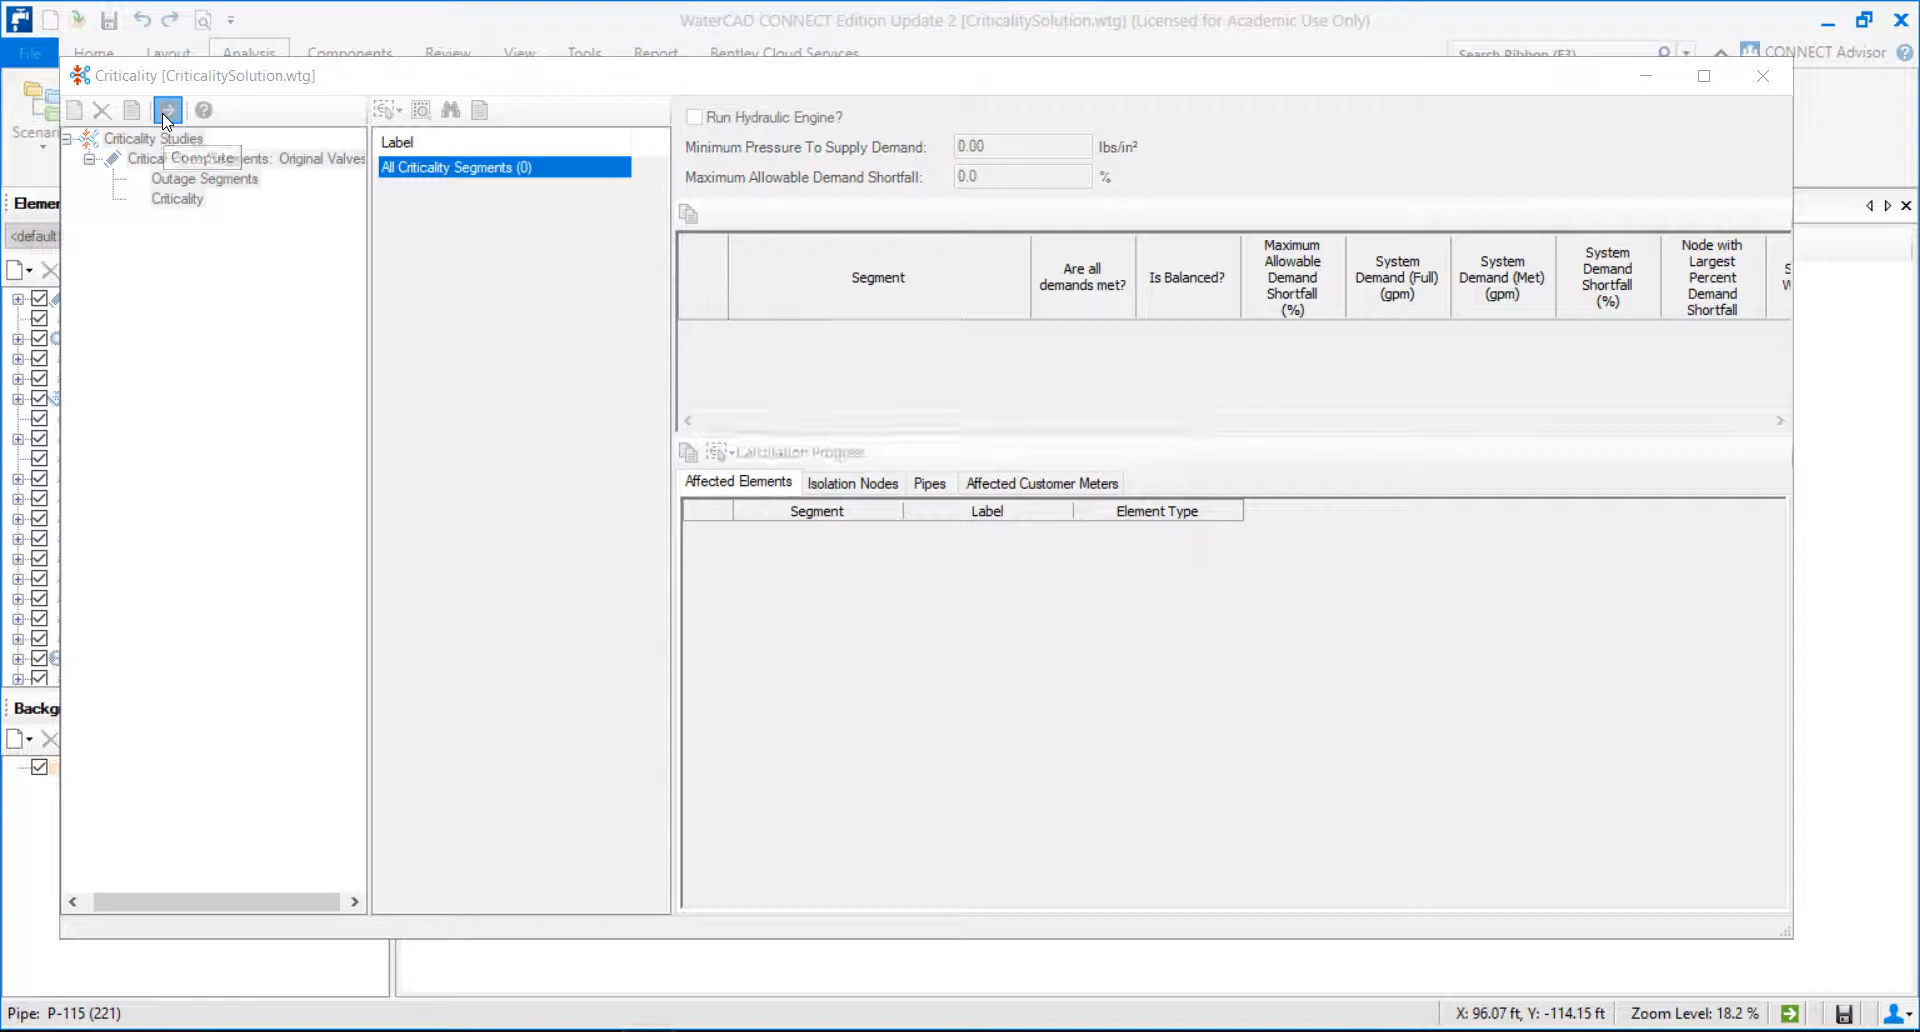 WaterCAD CONNECT Edition Update 2 [CriticalitySolution.wtg] (Licensed for Academic Use Only)
File Home Layout Analysis Components Review View Tools Report Bentley Cloud Services Search Ribbon (F3) CONNECT Advisor
Criticality [CriticalitySolution.wtg]
Scenar
Elemen
<default
Backg
Criticality Studies
Critica ents: Original Valves
Compute
Outage Segments
Criticality
Label
All Criticality Segments (0)
Run Hydraulic Engine?
Minimum Pressure To Supply Demand: 0.00 lbs/in²
Maximum Allowable Demand Shortfall: 0.0 %
Segment
Are all
demands met?
Is Balanced?
Maximum
Allowable
Demand
Shortfall
(%)
System
Demand (Full)
(gpm)
System
Demand (Met)
(gpm)
System
Demand
Shortfall
(%)
Node with
Largest
Percent
Demand
Shortfall
Calculation Progress
Affected Elements Isolation Nodes Pipes Affected Customer Meters
Segment Label Element Type
Pipe: P-115 (221)
X: 96.07 ft, Y: -114.15 ft Zoom Level: 18.2 %